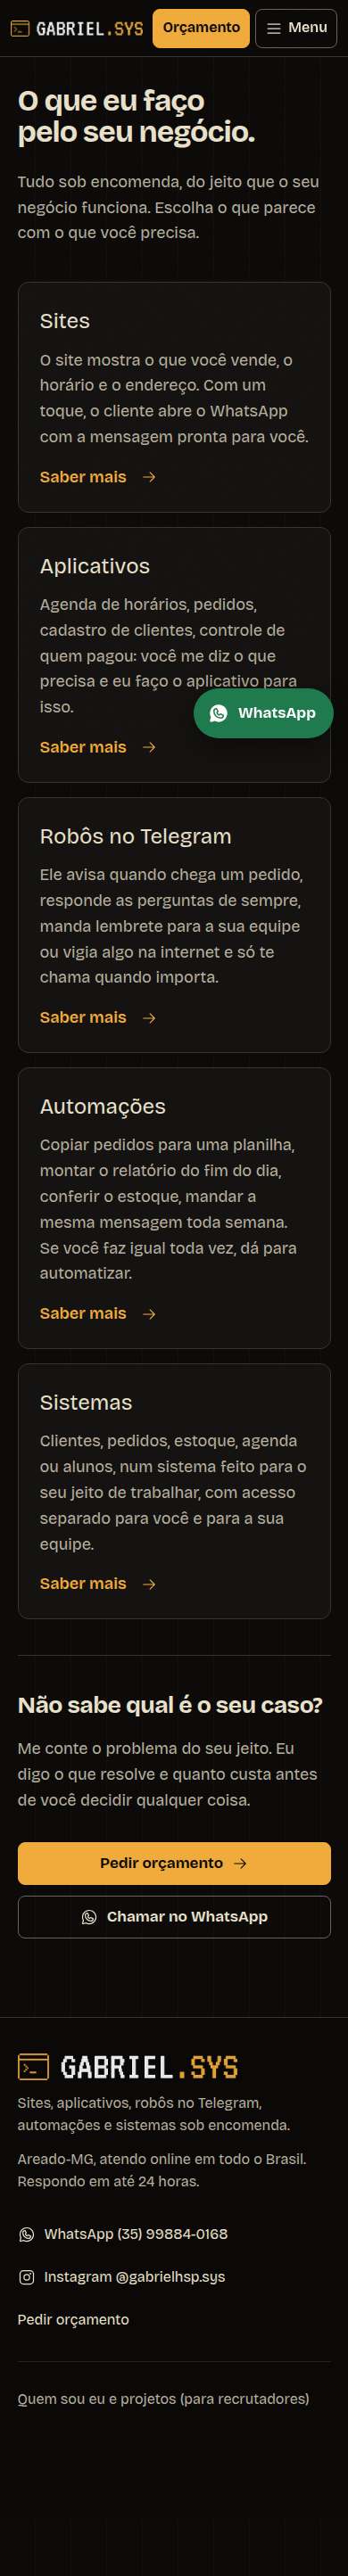 GABRIEL.SYS
Orçamento
Menu
O que eu faço
pelo seu negócio.
Tudo sob encomenda, do jeito que o seu
negócio funciona. Escolha o que parece
com o que você precisa.
Sites
O site mostra o que você vende, o
horário e o endereço. Com um
toque, o cliente abre o WhatsApp
com a mensagem pronta para você.
Saber mais
Aplicativos
Agenda de horários, pedidos,
cadastro de clientes, controle de
quem pagou: você me diz o que
precisa e eu faço o aplicativo para
isso.
WhatsApp
Saber mais
Robôs no Telegram
Ele avisa quando chega um pedido,
responde as perguntas de sempre,
manda lembrete para a sua equipe
ou vigia algo na internet e só te
chama quando importa.
Saber mais
Automações
Copiar pedidos para uma planilha,
montar o relatório do fim do dia,
conferir o estoque, mandar a
mesma mensagem toda semana.
Se você faz igual toda vez, dá para
automatizar.
Saber mais
Sistemas
Clientes, pedidos, estoque, agenda
ou alunos, num sistema feito para o
seu jeito de trabalhar, com acesso
separado para você e para a sua
equipe.
Saber mais
Não sabe qual é o seu caso?
Me conte o problema do seu jeito. Eu
digo o que resolve e quanto custa antes
de você decidir qualquer coisa.
Pedir orçamento
Chamar no WhatsApp
GABRIEL.SYS
Sites, aplicativos, robôs no Telegram,
automações e sistemas sob encomenda.
Areado-MG, atendo online em todo o Brasil.
Respondo em até 24 horas.
WhatsApp (35) 99884-0168
Instagram @gabrielhsp.sys
Pedir orçamento
Quem sou eu e projetos (para recrutadores)